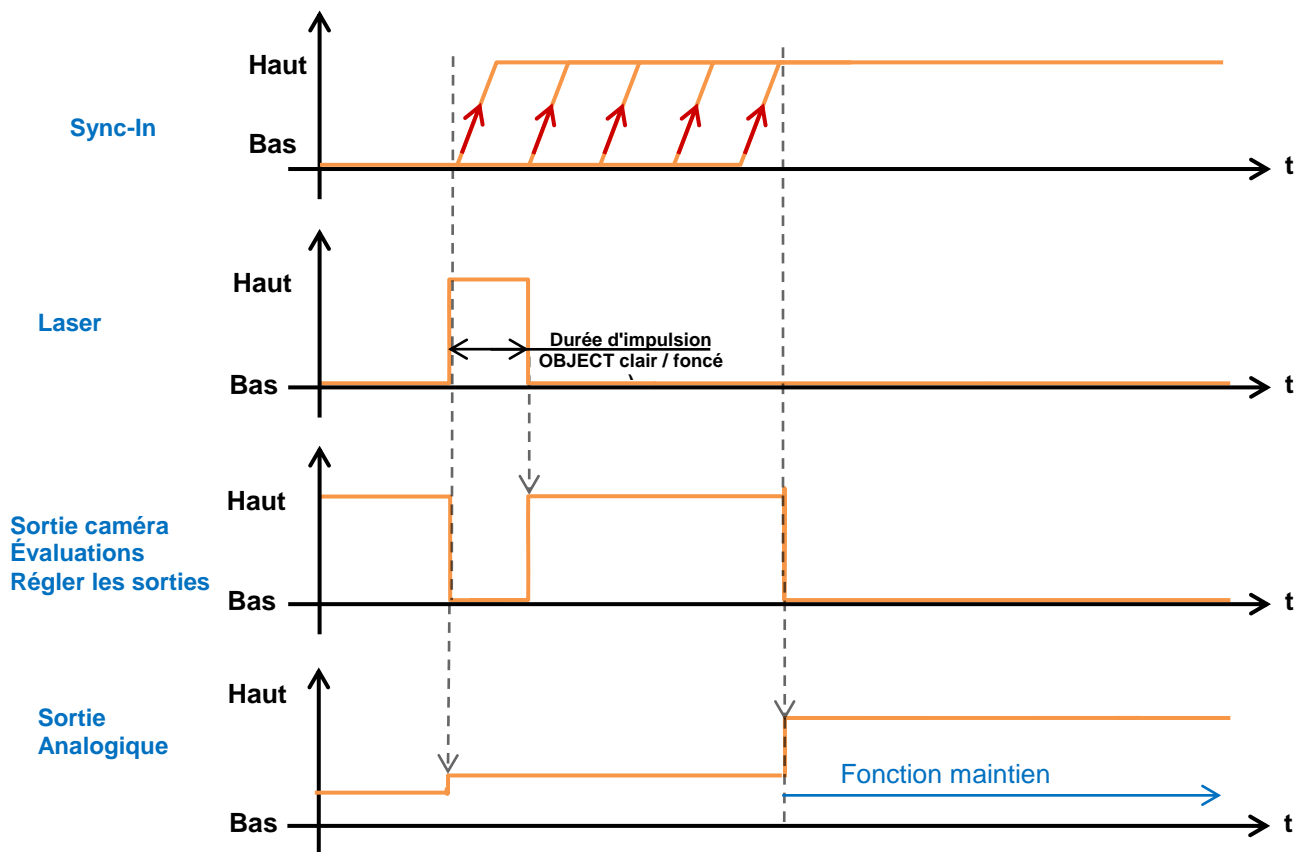 Haut
Sync-In
Bas
t
Haut
Laser
Durée d'impulsion
OBJECT clair / foncé
Bas
t
Haut
Sortie caméra
Évaluations
Régler les sorties
Bas
t
Haut
Sortie
Analogique
Fonction maintien
Bas
t